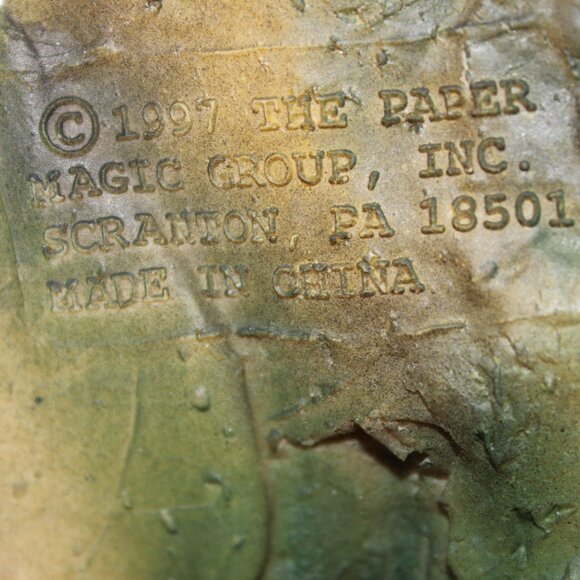 © 1997 THE PAPER
MAGIC GROUP, INC.
SCRANTON, PA 18501
MADE IN CHINA